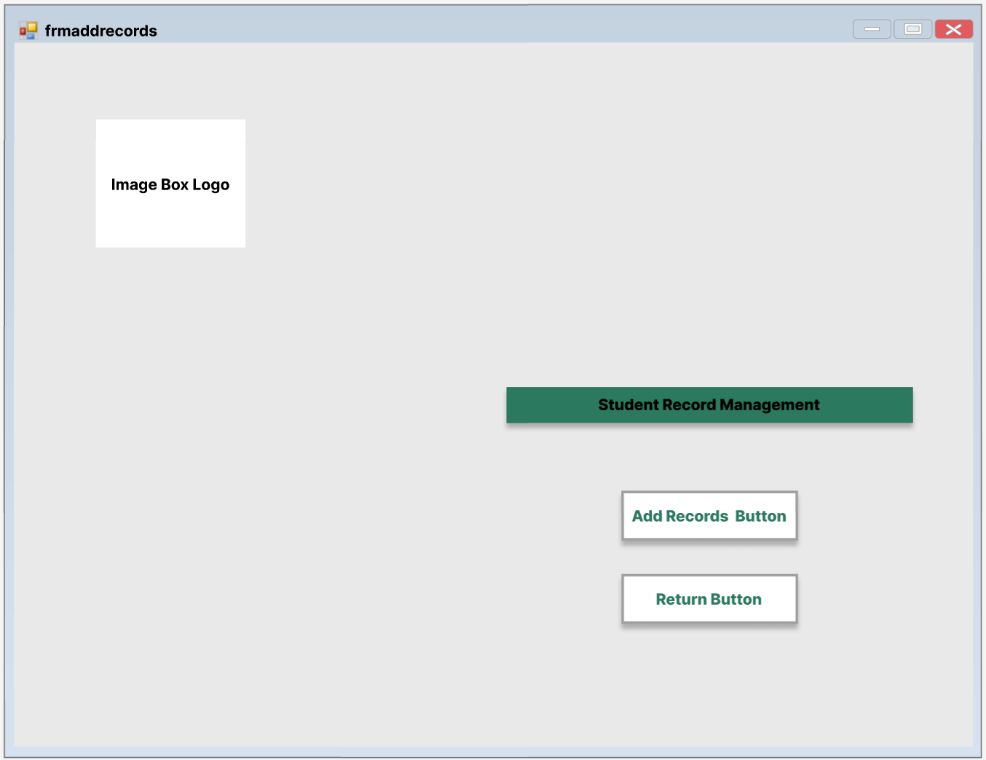 frmaddrecords
Image Box Logo
Student Record Management
Add Records  Button
Return Button